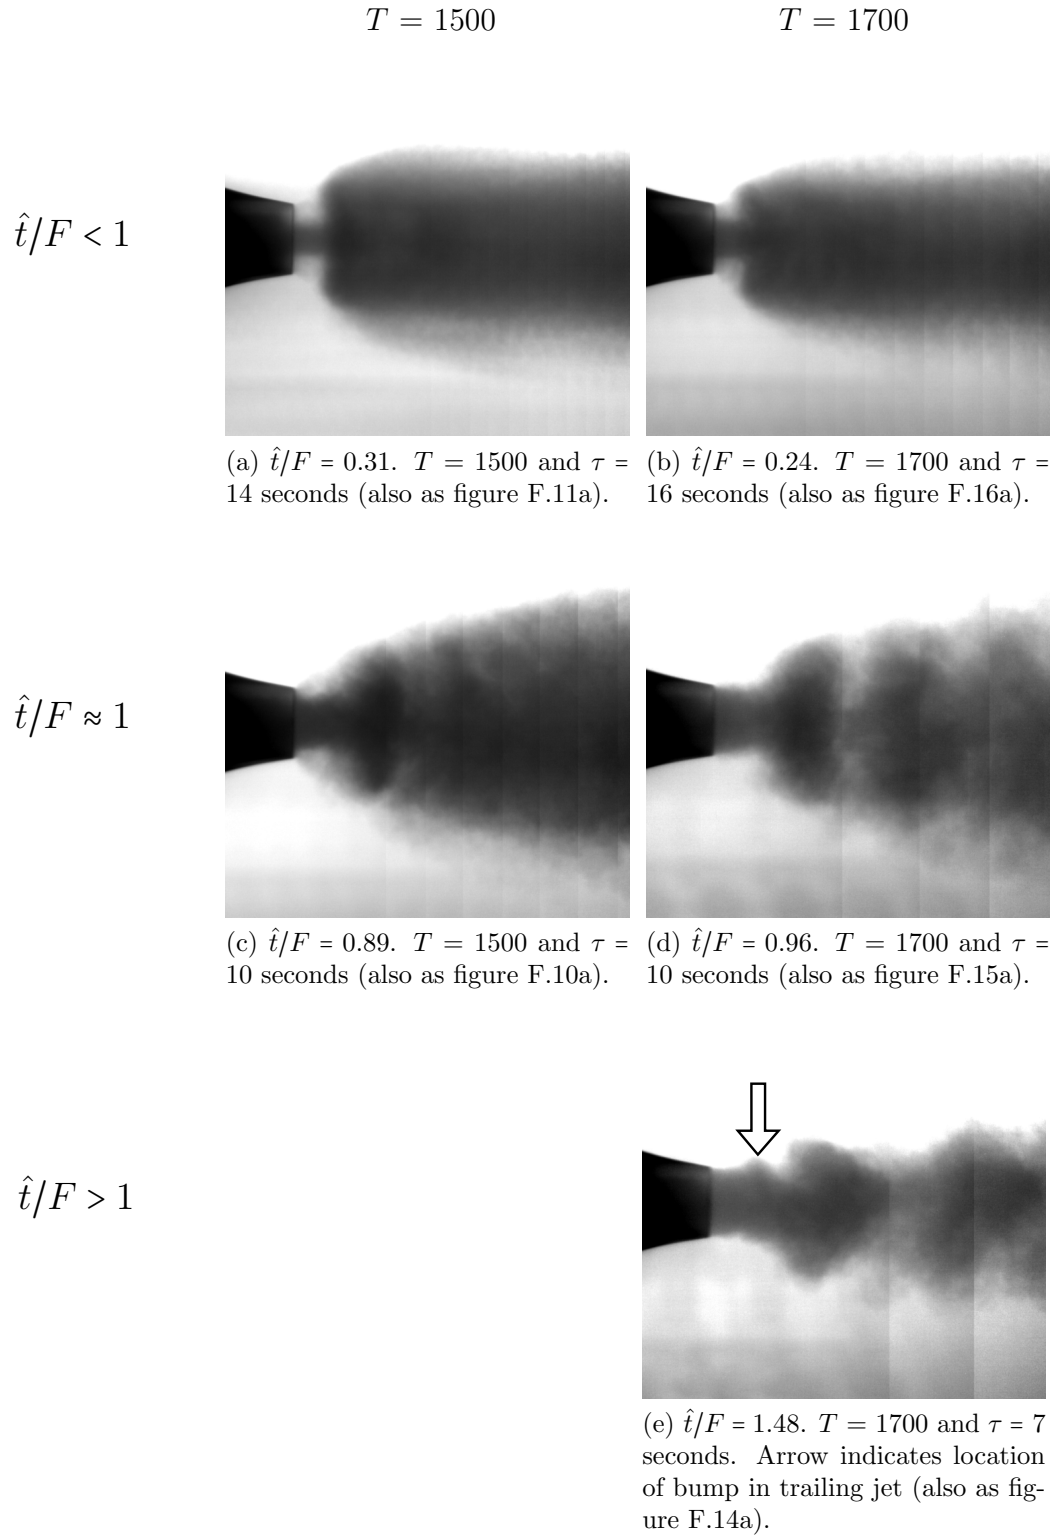 T = 1500
T = 1700
t̂/F < 1
(a) t̂/F = 0.31. T = 1500 and τ =
14 seconds (also as figure F.11a).
(b) t̂/F = 0.24. T = 1700 and τ =
16 seconds (also as figure F.16a).
t̂/F ≈ 1
(c) t̂/F = 0.89. T = 1500 and τ =
10 seconds (also as figure F.10a).
(d) t̂/F = 0.96. T = 1700 and τ =
10 seconds (also as figure F.15a).
t̂/F > 1
(e) t̂/F = 1.48. T = 1700 and τ = 7
seconds. Arrow indicates location
of bump in trailing jet (also as fig-
ure F.14a).